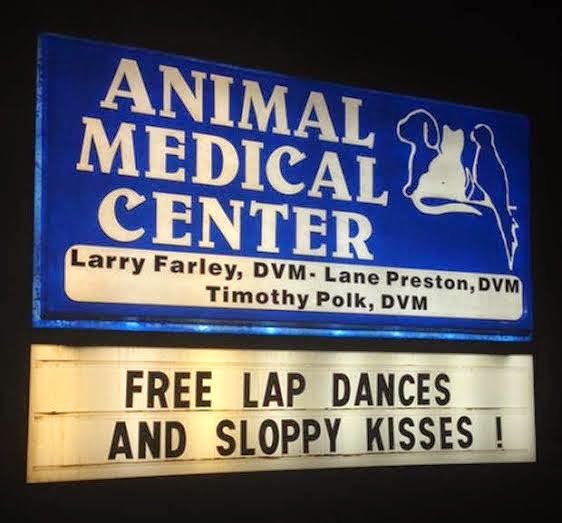 ANIMAL
MEDICAL
CENTER
Larry Farley, DVM- Lane Preston, DVM
Timothy Polk, DVM
FREE LAP DANCES
AND SLOPPY KISSES !